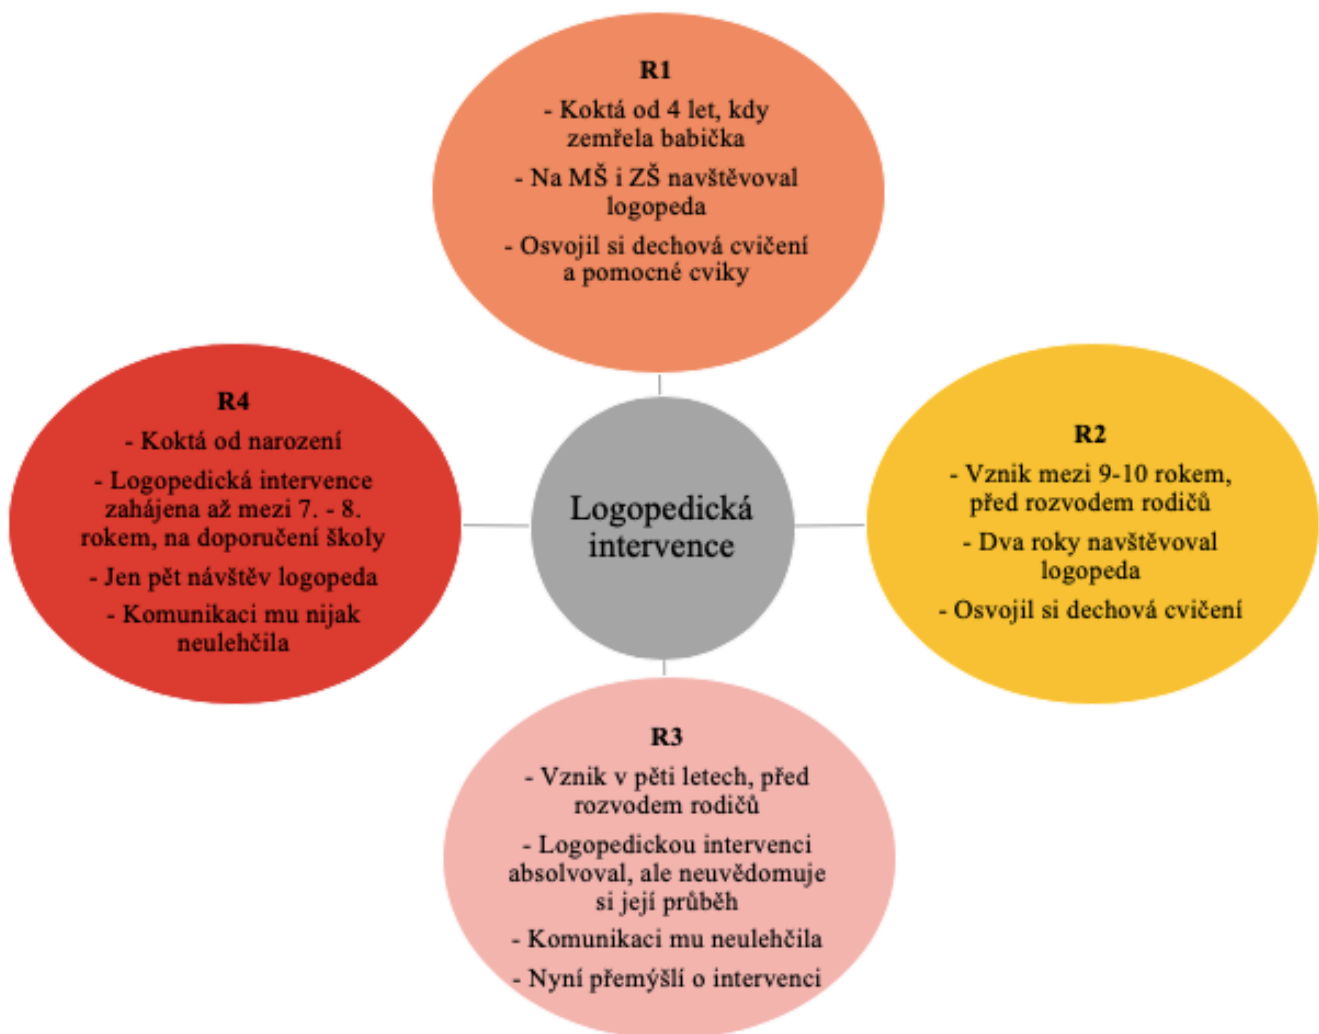 R1
- Koktá od 4 let, kdy
zemřela babička
- Na MŠ i ZŠ navštěvoval
logopeda
- Osvojil si dechová cvičení
a pomocné cviky
R4
- Koktá od narození
- Logopedická intervence
zahájena až mezi 7. - 8.
rokem, na doporučení školy
- Jen pět návštěv logopeda
- Komunikaci mu nijak
neulehčila
Logopedická
intervence
R2
- Vznik mezi 9-10 rokem,
před rozvodem rodičů
- Dva roky navštěvoval
logopeda
- Osvojil si dechová cvičení
R3
- Vznik v pěti letech, před
rozvodem rodičů
- Logopedickou intervenci
absolvoval, ale neuvědomuje
si její průběh
- Komunikaci mu neulehčila
- Nyní přemýšlí o intervenci